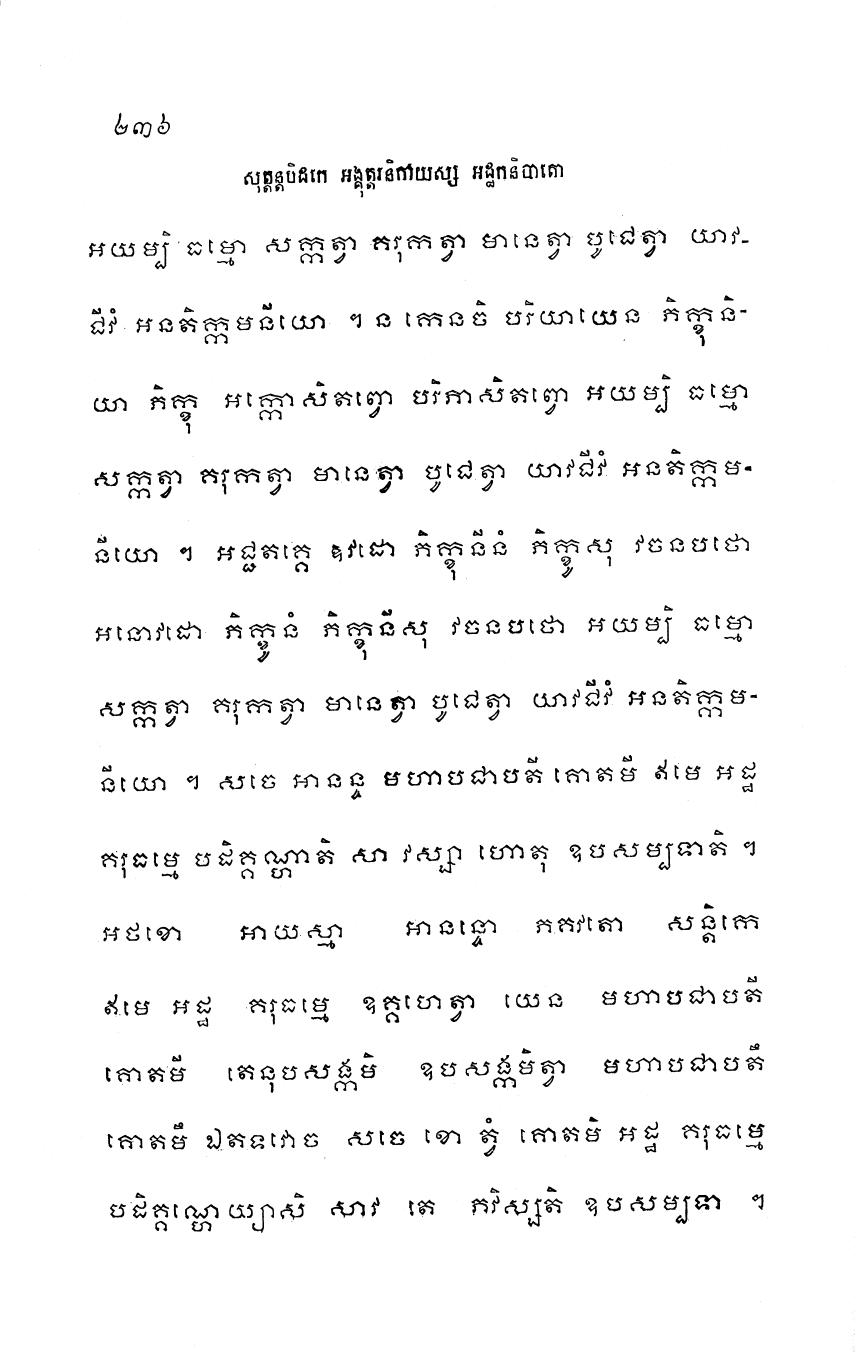 ២៣៦
សុត្តន្តបិដកេ អង្គុត្តរនិកាយស្ស អដ្ឋកនិបាតោ
អយម្បិ ធម្មោ សក្កត្វា គរុកត្វា មានេត្វា បូជេត្វា យាវ-
ជីវំ អនតិក្កមនីយោ ។ ន កេនចិ បរិយាយេន ភិក្ខុនិ-
យា ភិក្ខុ អក្កោសិតព្វោ បរិភាសិតព្វោ អយម្បិ ធម្មោ
សក្កត្វា គរុកត្វា មានេត្វា បូជេត្វា យាវជីវំ អនតិក្កម-
នីយោ ។ អជ្ជតគ្គេ ឱវដោ ភិក្ខុនីនំ ភិក្ខូសុ វចនបថោ
អនោវដោ ភិក្ខូនំ ភិក្ខុនីសុ វចនបថោ អយម្បិ ធម្មោ
សក្កត្វា គរុកត្វា មានេត្វា បូជេត្វា យាវជីវំ អនតិក្កម-
នីយោ ។ សចេ អានន្ទ មហាបជាបតី គោតមី ឥមេ អដ្ឋ
គរុធម្មេ បដិគ្គណ្ហាតិ សា វស្សា ហោតុ ឧបសម្បទាតិ ។
អថខោ អាយស្មា អានន្ទោ ភគវតោ សន្តិកេ
ឥមេ អដ្ឋ គរុធម្មេ ឧគ្គហេត្វា យេន មហាបជាបតី
គោតមី តេនុបសង្កមិ ឧបសង្កមិត្វា មហាបជាបតឹ
គោតមឹ ឯតទវោច សចេ ខោ ត្វំ គោតមិ អដ្ឋ គរុធម្មេ
បដិគ្គណ្ហេយ្យាសិ សាវ តេ ភវិស្សតិ ឧបសម្បទា ។